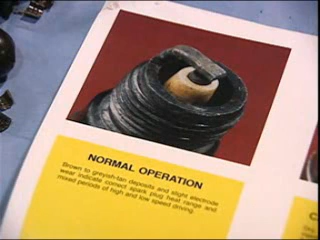 NORMAL OPERATION
Brown to greyish-tan deposits and slight electrode
wear indicate correct spark plug heat range and
mixed periods of high and low speed driving.